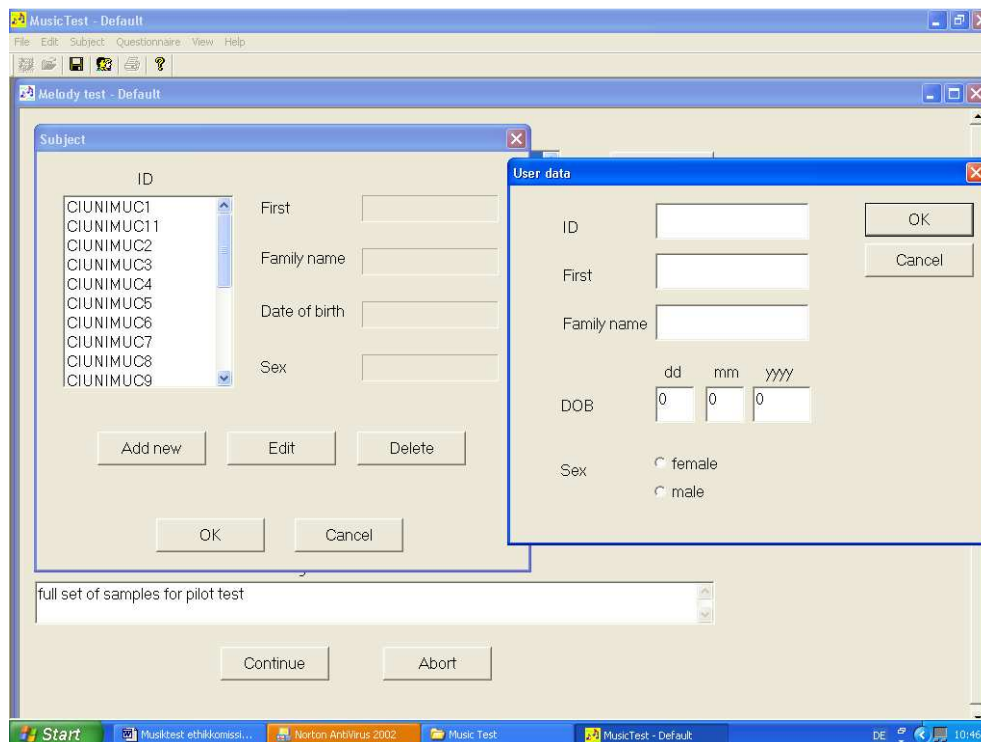 MusicTest - Default
File Edit Subject Questionnaire View Help
Melody test - Default
Subject
ID
CIUNIMUC1
CIUNIMUC11
CIUNIMUC2
CIUNIMUC3
CIUNIMUC4
CIUNIMUC5
CIUNIMUC6
CIUNIMUC7
CIUNIMUC8
CIUNIMUC9
First
Family name
Date of birth
Sex
Add new Edit Delete
OK Cancel
User data
ID
First
Family name
dd mm yyyy
DOB 0 0 0
Sex
female
male
OK
Cancel
full set of samples for pilot test
Continue Abort
Start Musiktest ethikkomissi... Norton AntiVirus 2002 Music Test MusicTest - Default DE 10:46